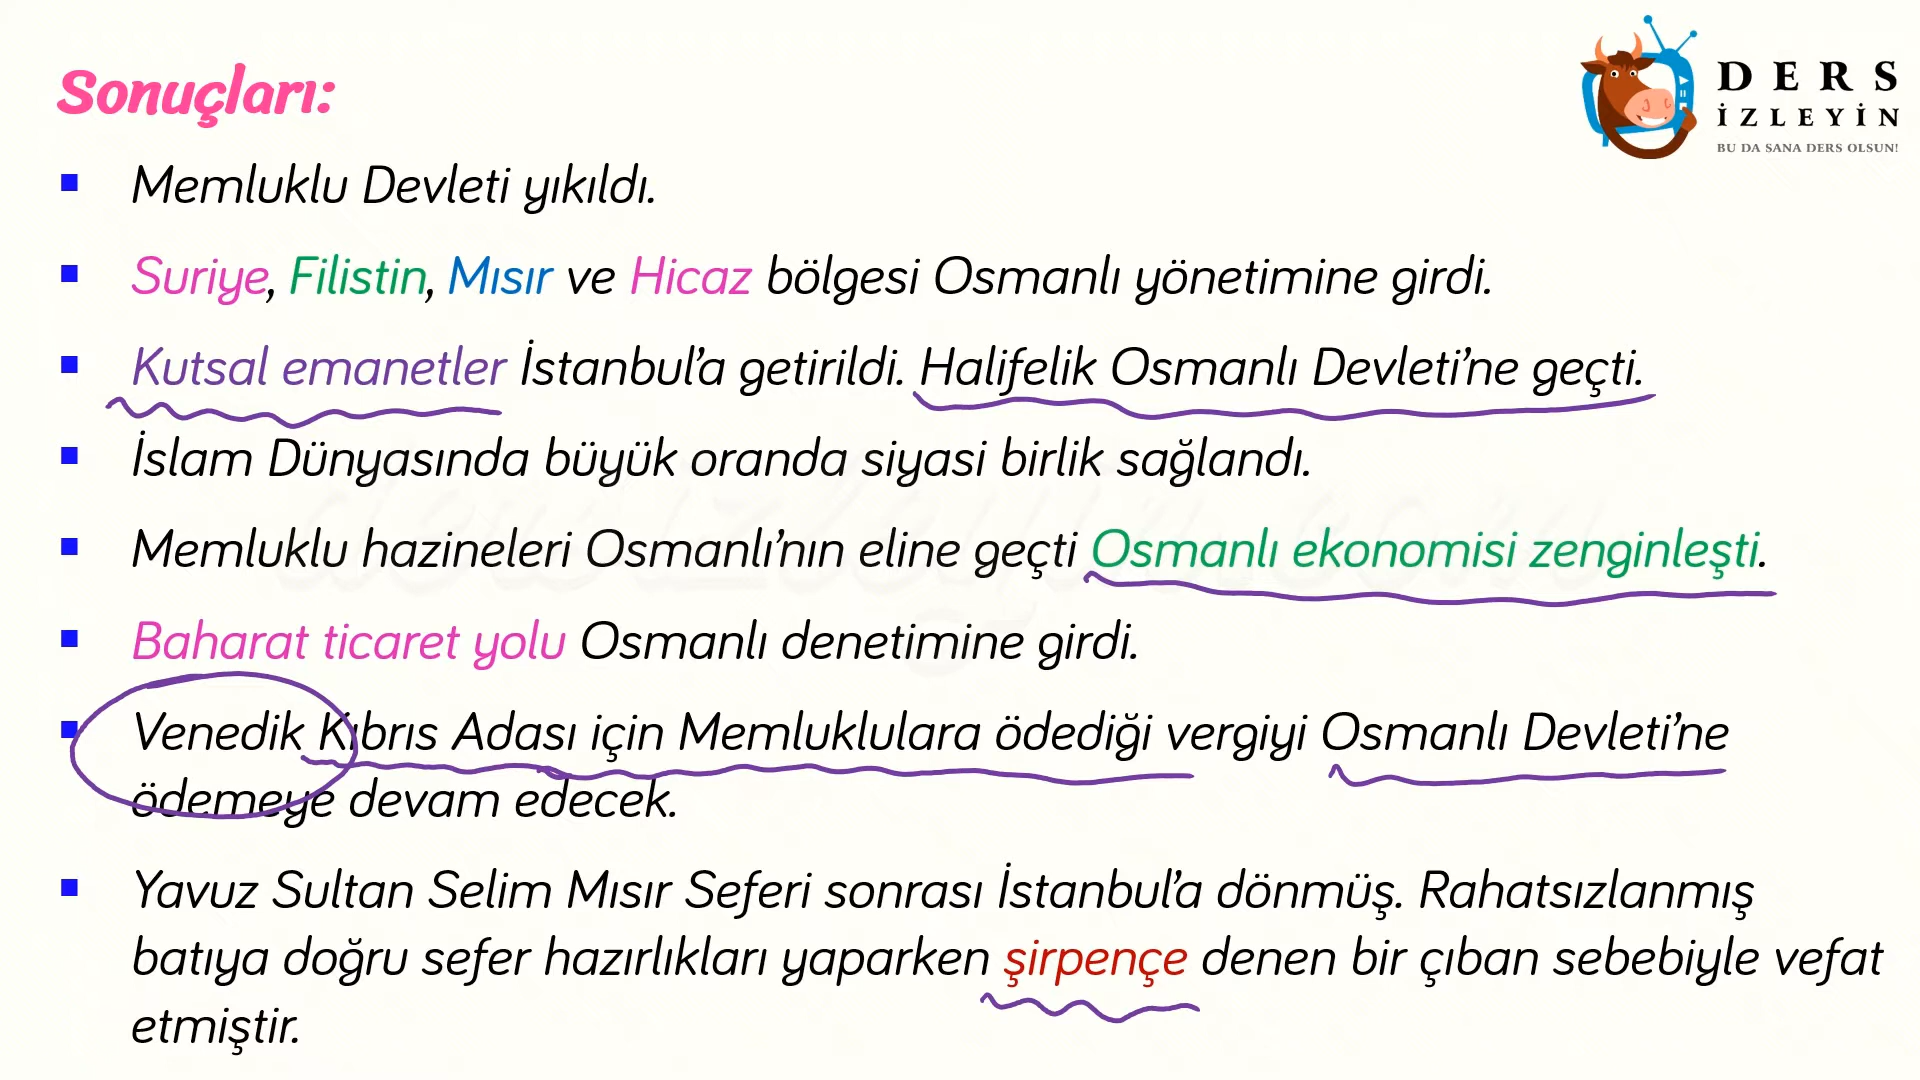 DERS
İZLEYİN
BU DA SANA DERS OLSUN!
Sonuçları:
▪ Memluklu Devleti yıkıldı.
▪ Suriye, Filistin, Mısır ve Hicaz bölgesi Osmanlı yönetimine girdi.
▪ Kutsal emanetler İstanbul'a getirildi. Halifelik Osmanlı Devleti'ne geçti.
▪ İslam Dünyasında büyük oranda siyasi birlik sağlandı.
▪ Memluklu hazineleri Osmanlı'nın eline geçti Osmanlı ekonomisi zenginleşti.
▪ Baharat ticaret yolu Osmanlı denetimine girdi.
▪ Venedik Kıbrıs Adası için Memluklulara ödediği vergiyi Osmanlı Devleti'ne
ödemeye devam edecek.
▪ Yavuz Sultan Selim Mısır Seferi sonrası İstanbul'a dönmüş. Rahatsızlanmış
batıya doğru sefer hazırlıkları yaparken şirpençe denen bir çıban sebebiyle vefat
etmiştir.